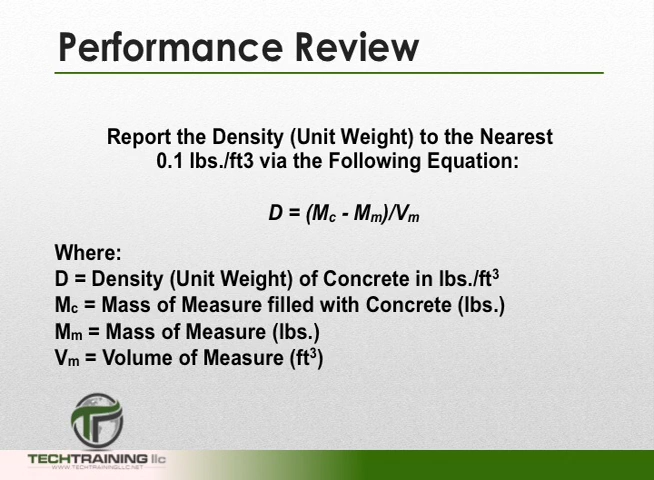 Performance Review
Report the Density (Unit Weight) to the Nearest
0.1 lbs./ft3 via the Following Equation:
D = (Mc - Mm)/Vm
Where:
D = Density (Unit Weight) of Concrete in lbs./ft³
Mc = Mass of Measure filled with Concrete (lbs.)
Mm = Mass of Measure (lbs.)
Vm = Volume of Measure (ft³)
TECHTRAINING llc
WWW.TECHTRAININGLLC.NET